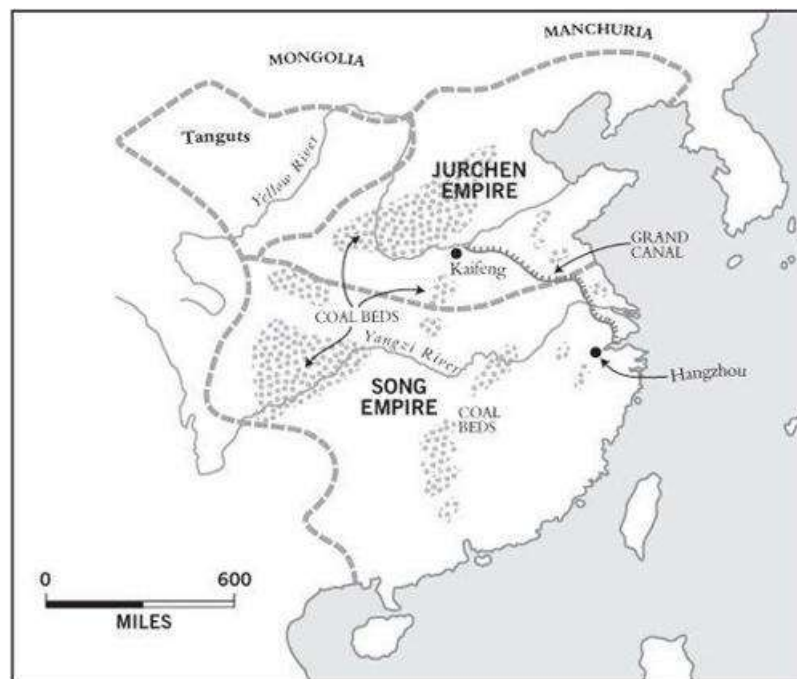 MANCHURIA
MONGOLIA
Tanguts
Yellow River
JURCHEN
EMPIRE
GRAND
CANAL
Kaifeng
COAL BEDS
Yangzi River
SONG
EMPIRE
Hangzhou
COAL
BEDS
0 600
MILES